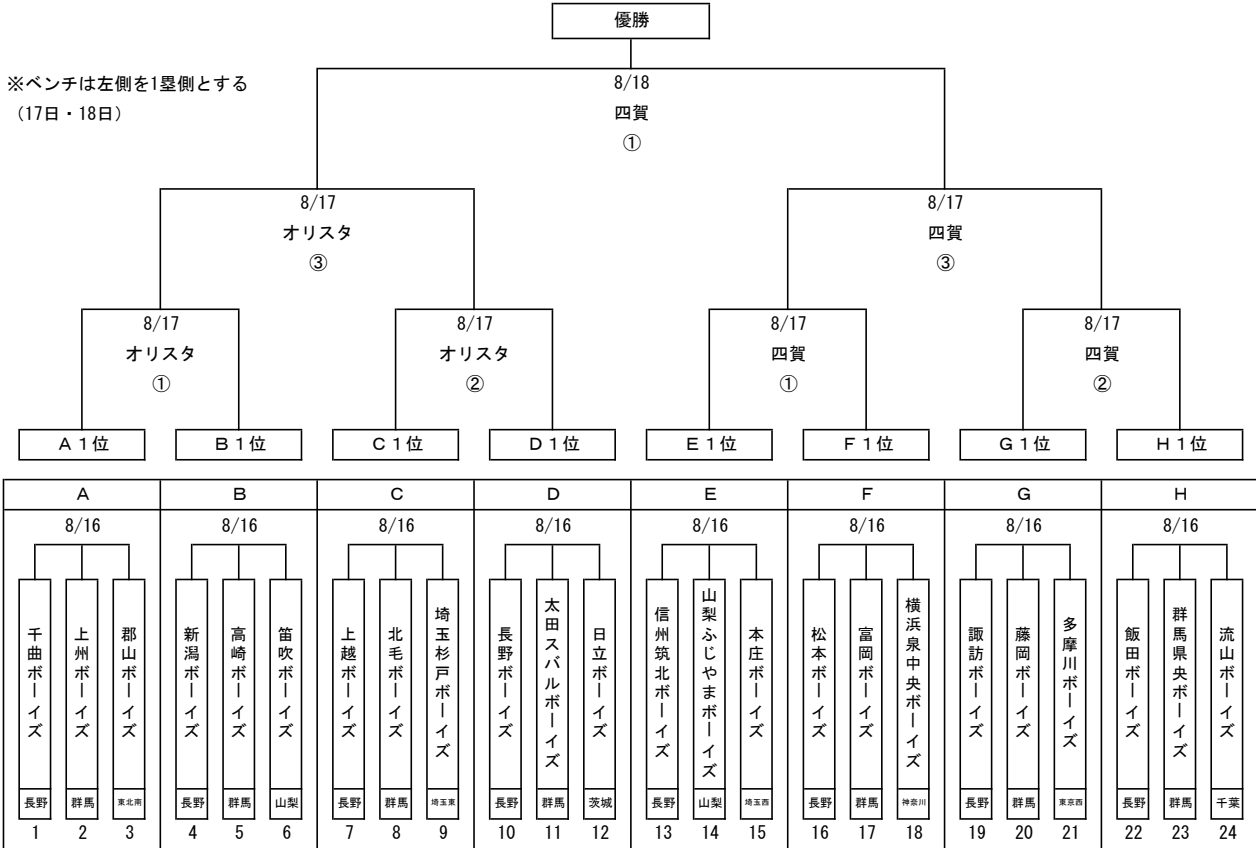 優勝
※ベンチは左側を1塁側とする
(17日・18日)
8/18
四賀
①
8/17
オリスタ
③
8/17
四賀
③
8/17
オリスタ
①
8/17
オリスタ
②
8/17
四賀
①
8/17
四賀
②
A1位
B1位
C1位
D1位
E1位
F1位
G1位
H1位
A
B
C
D
E
F
G
H
8/16
8/16
8/16
8/16
8/16
8/16
8/16
8/16
千曲ボーイズ
上州ボーイズ
郡山ボーイズ
新潟ボーイズ
高崎ボーイズ
笛吹ボーイズ
上越ボーイズ
北毛ボーイズ
埼玉杉戸ボーイズ
長野ボーイズ
太田スバルボーイズ
日立ボーイズ
信州筑北ボーイズ
山梨ふじやまボーイズ
本庄ボーイズ
松本ボーイズ
富岡ボーイズ
横浜泉中央ボーイズ
諏訪ボーイズ
藤岡ボーイズ
多摩川ボーイズ
飯田ボーイズ
群馬県央ボーイズ
流山ボーイズ
長野
群馬
東北南
長野
群馬
山梨
長野
群馬
埼玉東
長野
群馬
茨城
長野
山梨
埼玉西
長野
群馬
神奈川
長野
群馬
東京西
長野
群馬
千葉
1
2
3
4
5
6
7
8
9
10
11
12
13
14
15
16
17
18
19
20
21
22
23
24